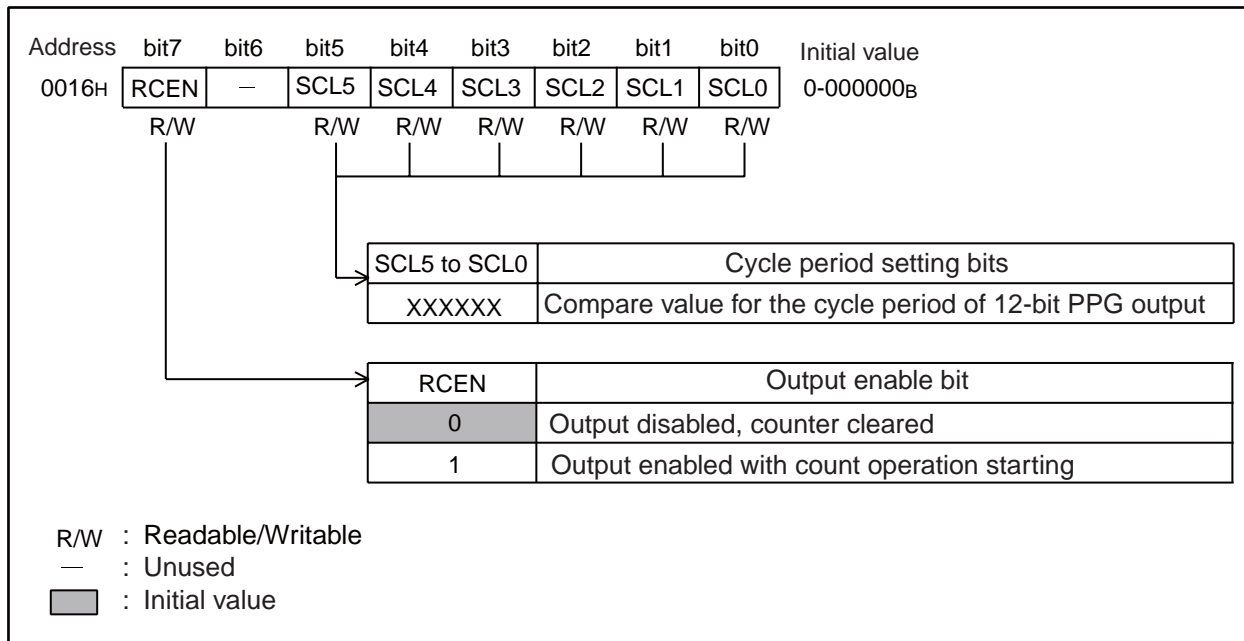 Address bit7 bit6 bit5 bit4 bit3 bit2 bit1 bit0 Initial value
0016H RCEN — SCL5 SCL4 SCL3 SCL2 SCL1 SCL0 0-000000B
R/W R/W R/W R/W R/W R/W R/W
SCL5 to SCL0 Cycle period setting bits
XXXXXX Compare value for the cycle period of 12-bit PPG output
RCEN Output enable bit
0 Output disabled, counter cleared
1 Output enabled with count operation starting
R/W : Readable/Writable
— : Unused
: Initial value